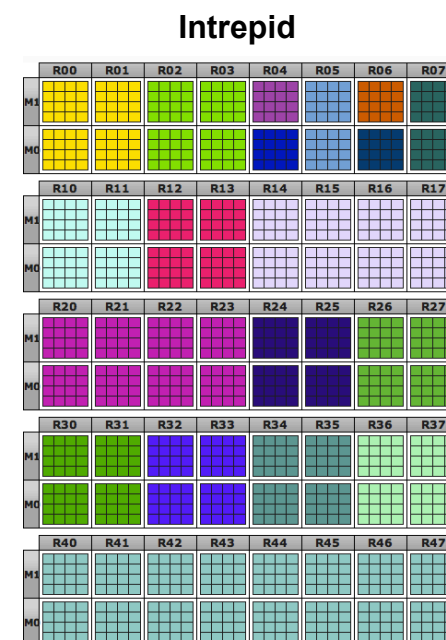 Intrepid
R00 R01 R02 R03 R04 R05 R06 R07
M1
M0
R10 R11 R12 R13 R14 R15 R16 R17
M1
M0
R20 R21 R22 R23 R24 R25 R26 R27
M1
M0
R30 R31 R32 R33 R34 R35 R36 R37
M1
M0
R40 R41 R42 R43 R44 R45 R46 R47
M1
M0